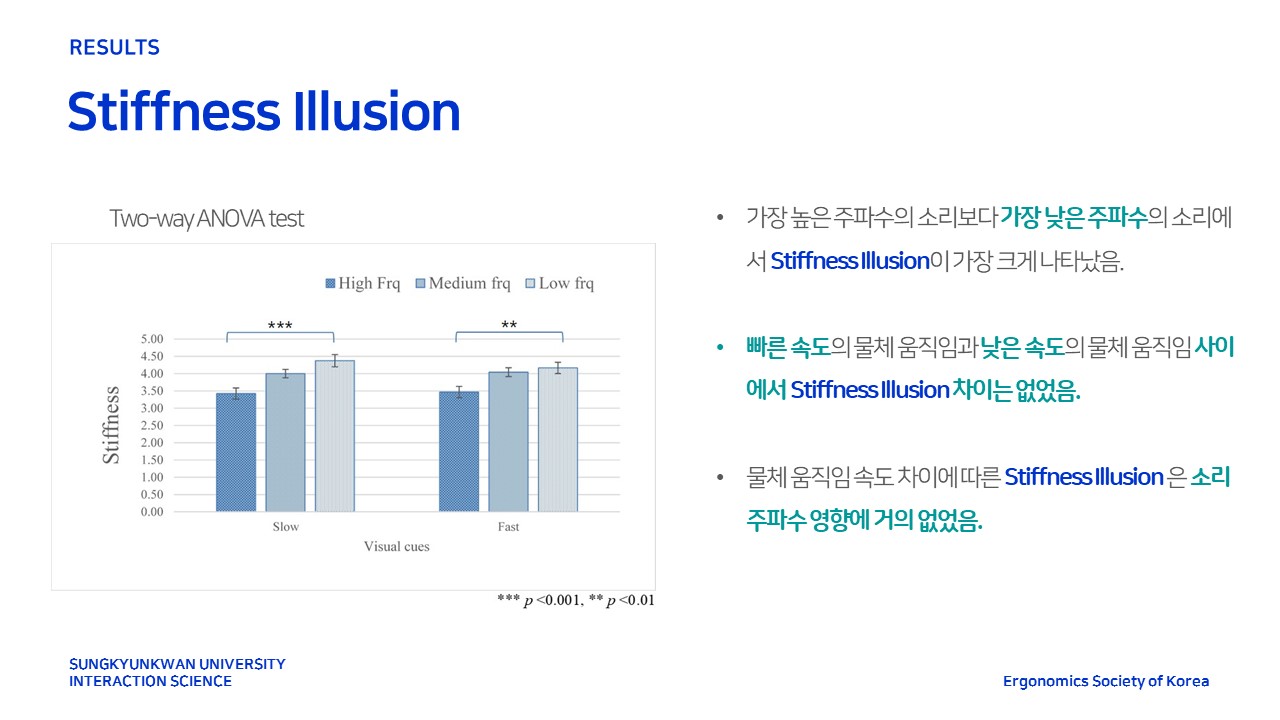 RESULTS
Stiffness Illusion
Two-way ANOVA test
High Frq Medium frq Low frq
*** **
5.00
4.50
4.00
3.50
3.00
2.50
2.00
1.50
1.00
0.50
0.00
Stiffness
Slow Fast
Visual cues
*** p <0.001, ** p <0.01
• 가장 높은 주파수의 소리보다 가장 낮은 주파수의 소리에
서 Stiffness Illusion이 가장 크게 나타났음.
• 빠른 속도의 물체 움직임과 낮은 속도의 물체 움직임 사이
에서 Stiffness Illusion 차이는 없었음.
• 물체 움직임 속도 차이에 따른 Stiffness Illusion 은 소리
주파수 영향에 거의 없었음.
SUNGKYUNKWAN UNIVERSITY
INTERACTION SCIENCE
Ergonomics Society of Korea